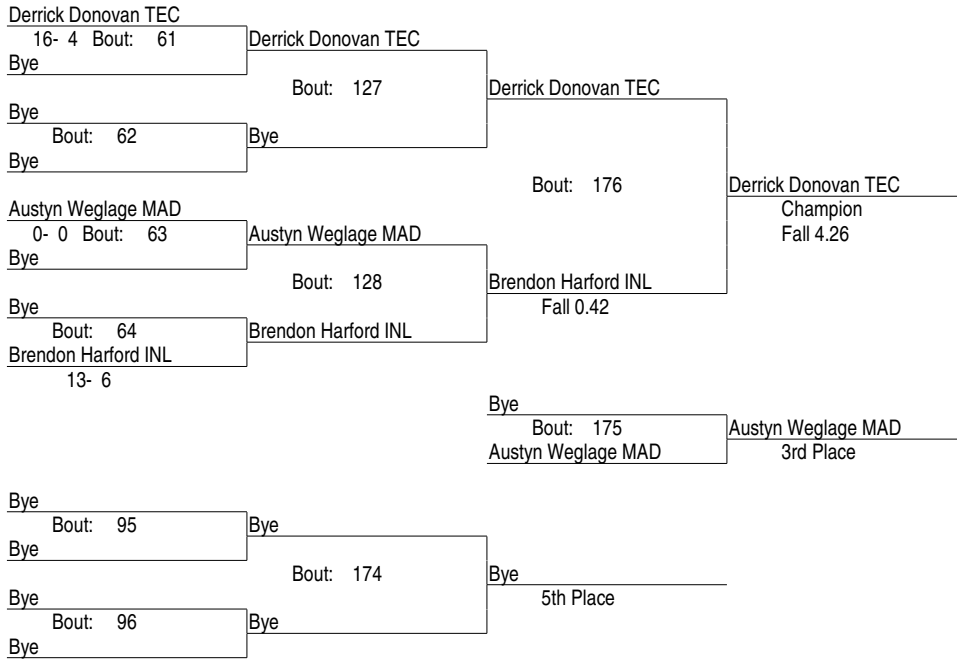 Derrick Donovan TEC
16- 4 Bout: 61
Derrick Donovan TEC
Bye
Bout: 127
Derrick Donovan TEC
Bye
Bout: 62
Bye
Bye
Bout: 176
Derrick Donovan TEC
Austyn Weglage MAD
Champion
0- 0 Bout: 63
Austyn Weglage MAD
Fall 4.26
Bye
Bout: 128
Brendon Harford INL
Bye
Fall 0.42
Bout: 64
Brendon Harford INL
Brendon Harford INL
13- 6
Bye
Bout: 175
Austyn Weglage MAD
Austyn Weglage MAD
3rd Place
Bye
Bout: 95
Bye
Bye
Bout: 174
Bye
Bye
5th Place
Bout: 96
Bye
Bye